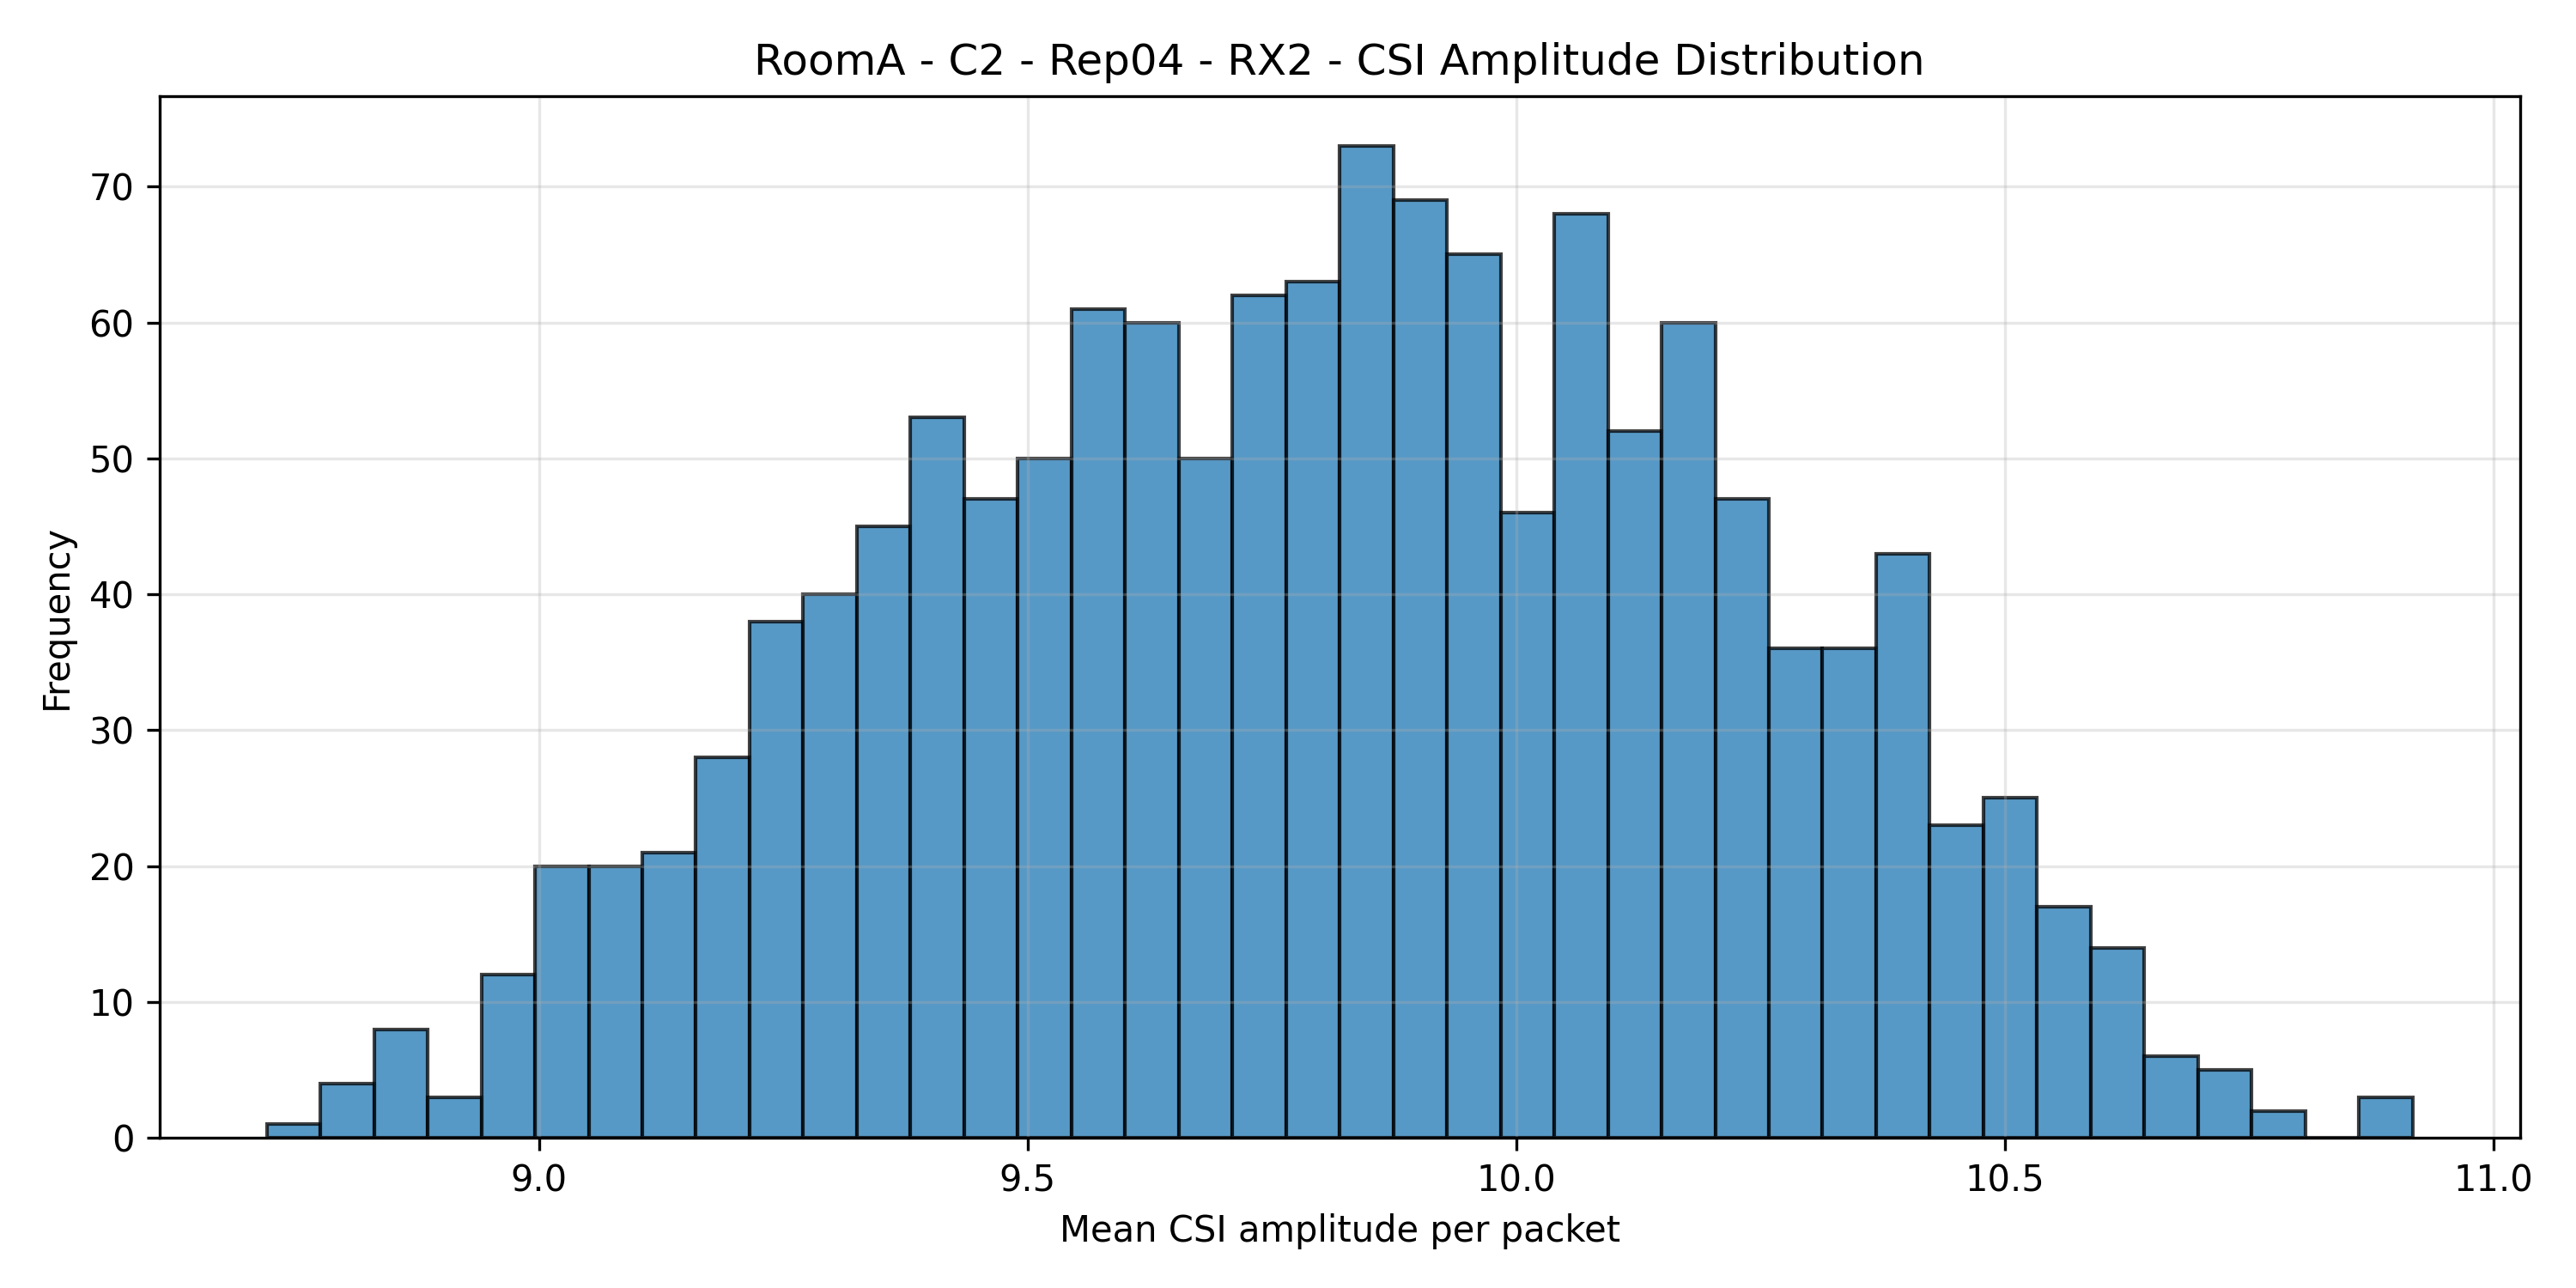 RoomA - C2 - Rep04 - RX2 - CSI Amplitude Distribution
Frequency
70
60
50
40
30
20
10
0
9.0 9.5 10.0 10.5 11.0
Mean CSI amplitude per packet